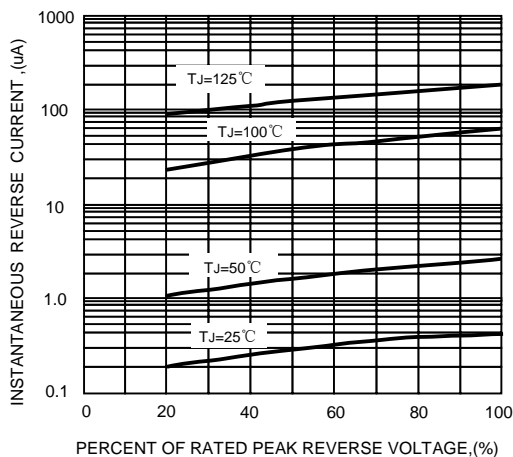 INSTANTANEOUS REVERSE CURRENT ,(uA)
1000
100
10
1.0
0.1
TJ=125℃
TJ=100℃
TJ=50℃
TJ=25℃
0 20 40 60 80 100
PERCENT OF RATED PEAK REVERSE VOLTAGE,(%)